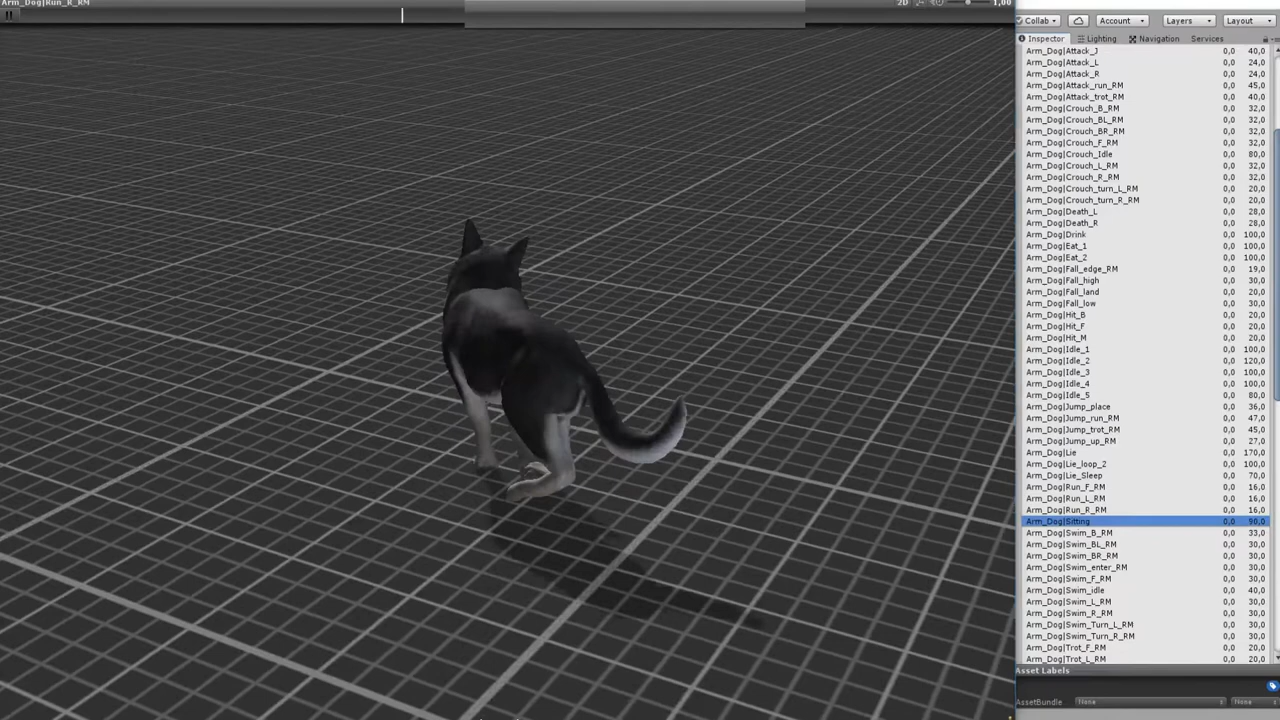 Arm_Dog|Run_R_RM
2D
1,00
Collab
Account
Layers
Layout
Inspector
Lighting
Navigation
Services
Arm_Dog|Attack_J 0,0 40,0
Arm_Dog|Attack_L 0,0 24,0
Arm_Dog|Attack_R 0,0 24,0
Arm_Dog|Attack_run_RM 0,0 45,0
Arm_Dog|Attack_trot_RM 0,0 40,0
Arm_Dog|Crouch_B_RM 0,0 32,0
Arm_Dog|Crouch_BL_RM 0,0 32,0
Arm_Dog|Crouch_BR_RM 0,0 32,0
Arm_Dog|Crouch_F_RM 0,0 32,0
Arm_Dog|Crouch_Idle 0,0 80,0
Arm_Dog|Crouch_L_RM 0,0 32,0
Arm_Dog|Crouch_R_RM 0,0 32,0
Arm_Dog|Crouch_turn_L_RM 0,0 20,0
Arm_Dog|Crouch_turn_R_RM 0,0 20,0
Arm_Dog|Death_L 0,0 28,0
Arm_Dog|Death_R 0,0 28,0
Arm_Dog|Drink 0,0 100,0
Arm_Dog|Eat_1 0,0 100,0
Arm_Dog|Eat_2 0,0 100,0
Arm_Dog|Fall_edge_RM 0,0 19,0
Arm_Dog|Fall_high 0,0 30,0
Arm_Dog|Fall_land 0,0 20,0
Arm_Dog|Fall_low 0,0 30,0
Arm_Dog|Hit_B 0,0 20,0
Arm_Dog|Hit_F 0,0 20,0
Arm_Dog|Hit_M 0,0 20,0
Arm_Dog|Idle_1 0,0 100,0
Arm_Dog|Idle_2 0,0 120,0
Arm_Dog|Idle_3 0,0 100,0
Arm_Dog|Idle_4 0,0 100,0
Arm_Dog|Idle_5 0,0 80,0
Arm_Dog|Jump_place 0,0 36,0
Arm_Dog|Jump_run_RM 0,0 47,0
Arm_Dog|Jump_trot_RM 0,0 45,0
Arm_Dog|Jump_up_RM 0,0 27,0
Arm_Dog|Lie 0,0 170,0
Arm_Dog|Lie_loop_2 0,0 100,0
Arm_Dog|Lie_Sleep 0,0 70,0
Arm_Dog|Run_F_RM 0,0 16,0
Arm_Dog|Run_L_RM 0,0 16,0
Arm_Dog|Run_R_RM 0,0 16,0
Arm_Dog|Sitting 0,0 90,0
Arm_Dog|Swim_B_RM 0,0 33,0
Arm_Dog|Swim_BL_RM 0,0 30,0
Arm_Dog|Swim_BR_RM 0,0 30,0
Arm_Dog|Swim_enter_RM 0,0 30,0
Arm_Dog|Swim_F_RM 0,0 30,0
Arm_Dog|Swim_idle 0,0 40,0
Arm_Dog|Swim_L_RM 0,0 30,0
Arm_Dog|Swim_R_RM 0,0 30,0
Arm_Dog|Swim_Turn_L_RM 0,0 30,0
Arm_Dog|Swim_Turn_R_RM 0,0 30,0
Arm_Dog|Trot_F_RM 0,0 20,0
Arm_Dog|Trot_L_RM 0,0 20,0
Asset Labels
AssetBundle None None